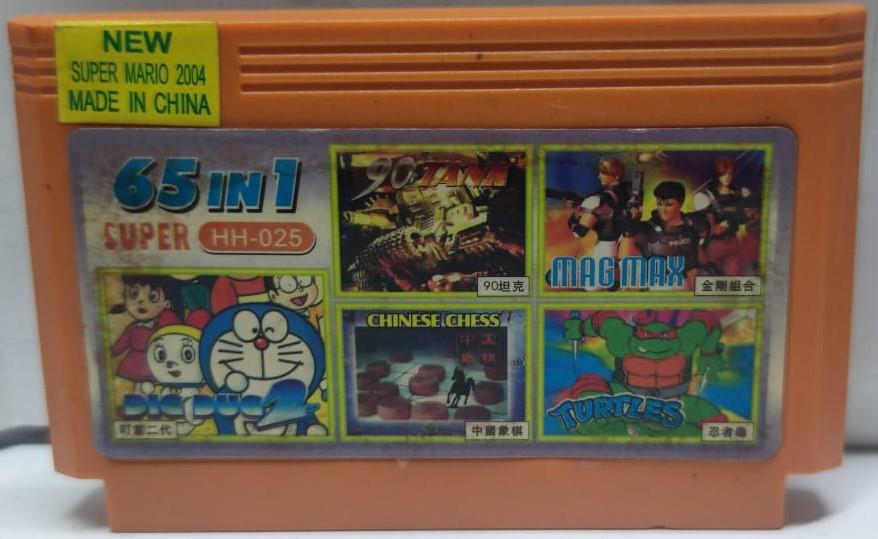 NEW
SUPER MARIO 2004
MADE IN CHINA
65 IN 1
SUPER HH-025
90 TANK
90坦克
MAG MAX
POLICE
金剛組合
DIG DUG 2
叮噹二代
CHINESE CHESS
中國象棋
TURTLES
忍者龜